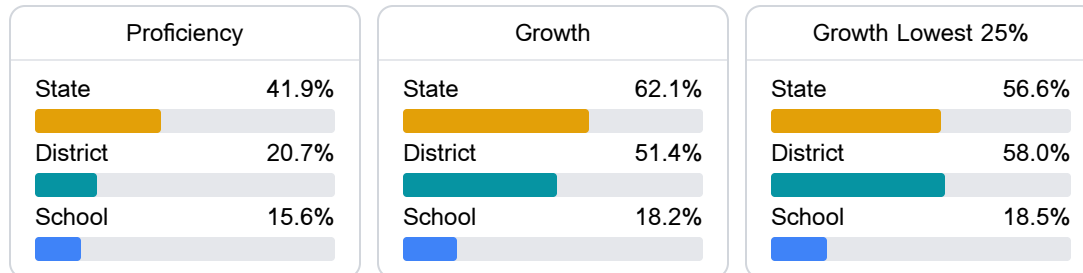 Proficiency
State 41.9%
District 20.7%
School 15.6%
Growth
State 62.1%
District 51.4%
School 18.2%
Growth Lowest 25%
State 56.6%
District 58.0%
School 18.5%